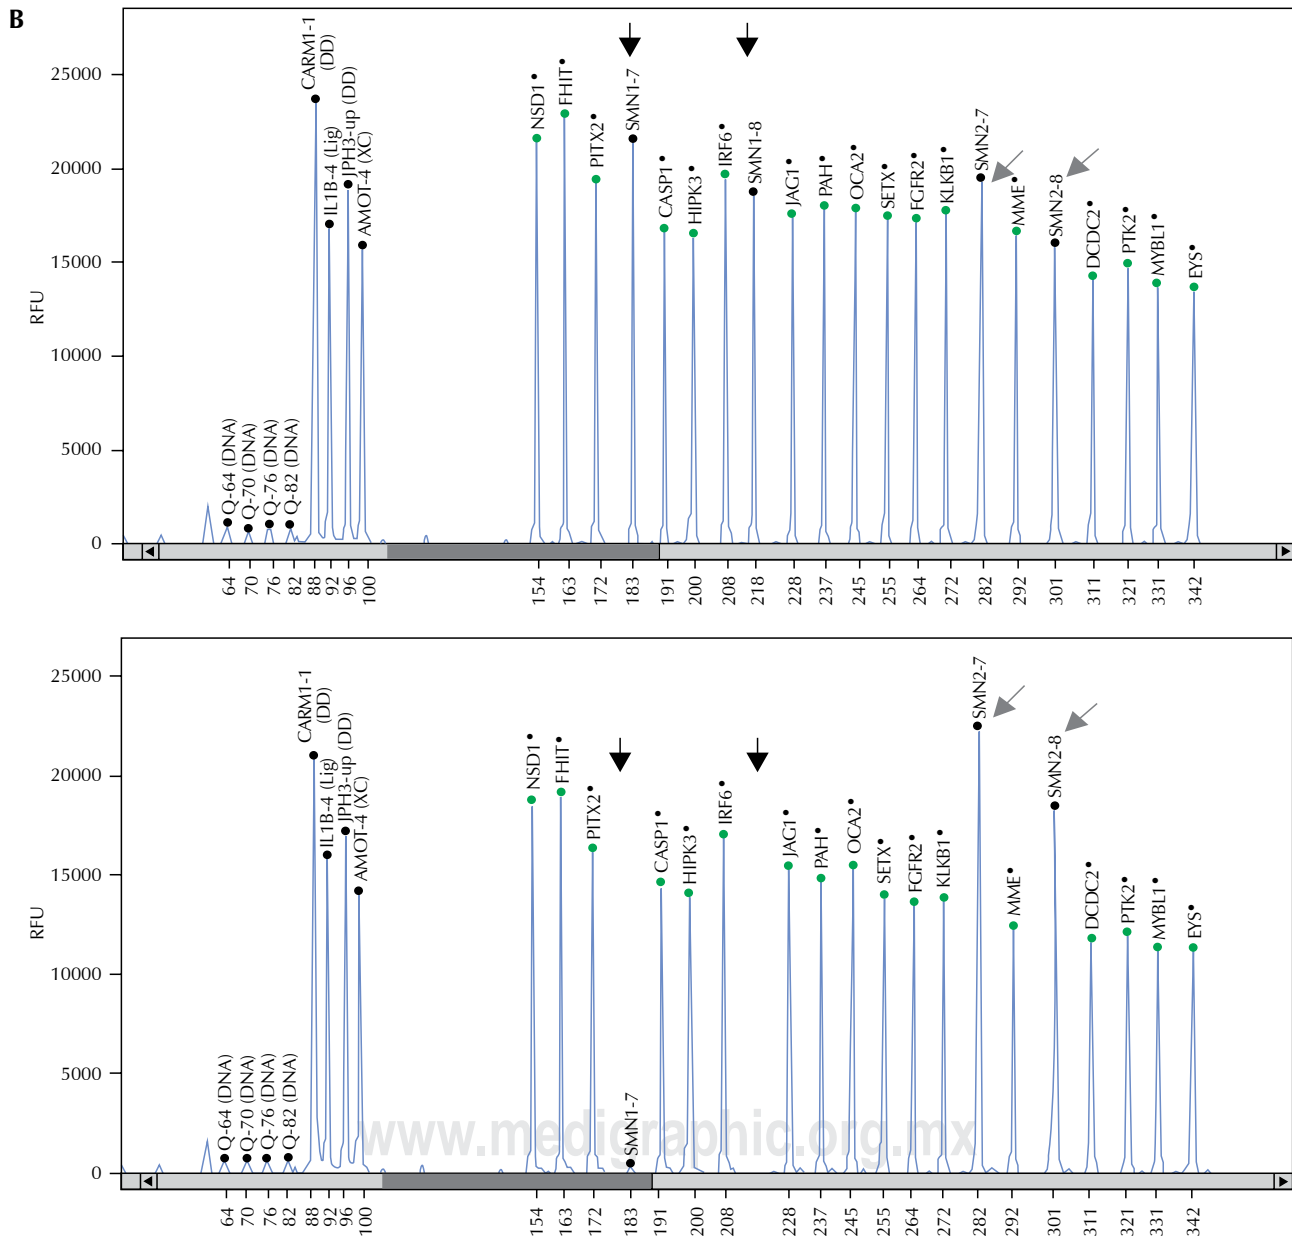 B
CARM1-1
(DD)
IL1B-4 (Lig)
JPH3-up (DD)
AMOT-4 (XC)
Q-64 (DNA)
Q-70 (DNA)
Q-76 (DNA)
Q-82 (DNA)
NSD1•
FHIT•
PITX2•
SMN1-7
CASP1•
HIPK3•
IRF6•
SMN1-8
JAG1•
PAH•
OCA2•
SETX•
FGFR2•
KLKB1•
SMN2-7
MME•
SMN2-8
DCDC2•
PTK2•
MYBL1•
EYS•
RFU
25000
20000
15000
10000
5000
0
64 70 76 82 88 92 96 100 154 163 172 183 191 200 208 218 228 237 245 255 264 272 282 292 301 311 321 331 342
CARM1-1
(DD)
IL1B-4 (Lig)
JPH3-up (DD)
AMOT-4 (XC)
Q-64 (DNA)
Q-70 (DNA)
Q-76 (DNA)
Q-82 (DNA)
NSD1•
FHIT•
PITX2•
SMN1-7
CASP1•
HIPK3•
IRF6•
JAG1•
PAH•
OCA2•
SETX•
FGFR2•
KLKB1•
SMN2-7
MME•
SMN2-8
DCDC2•
PTK2•
MYBL1•
EYS•
RFU
25000
20000
15000
10000
5000
0
www.medigraphic.org.mx
64 70 76 82 88 92 96 100 154 163 172 183 191 200 208 228 237 245 255 264 272 282 292 301 311 321 331 342